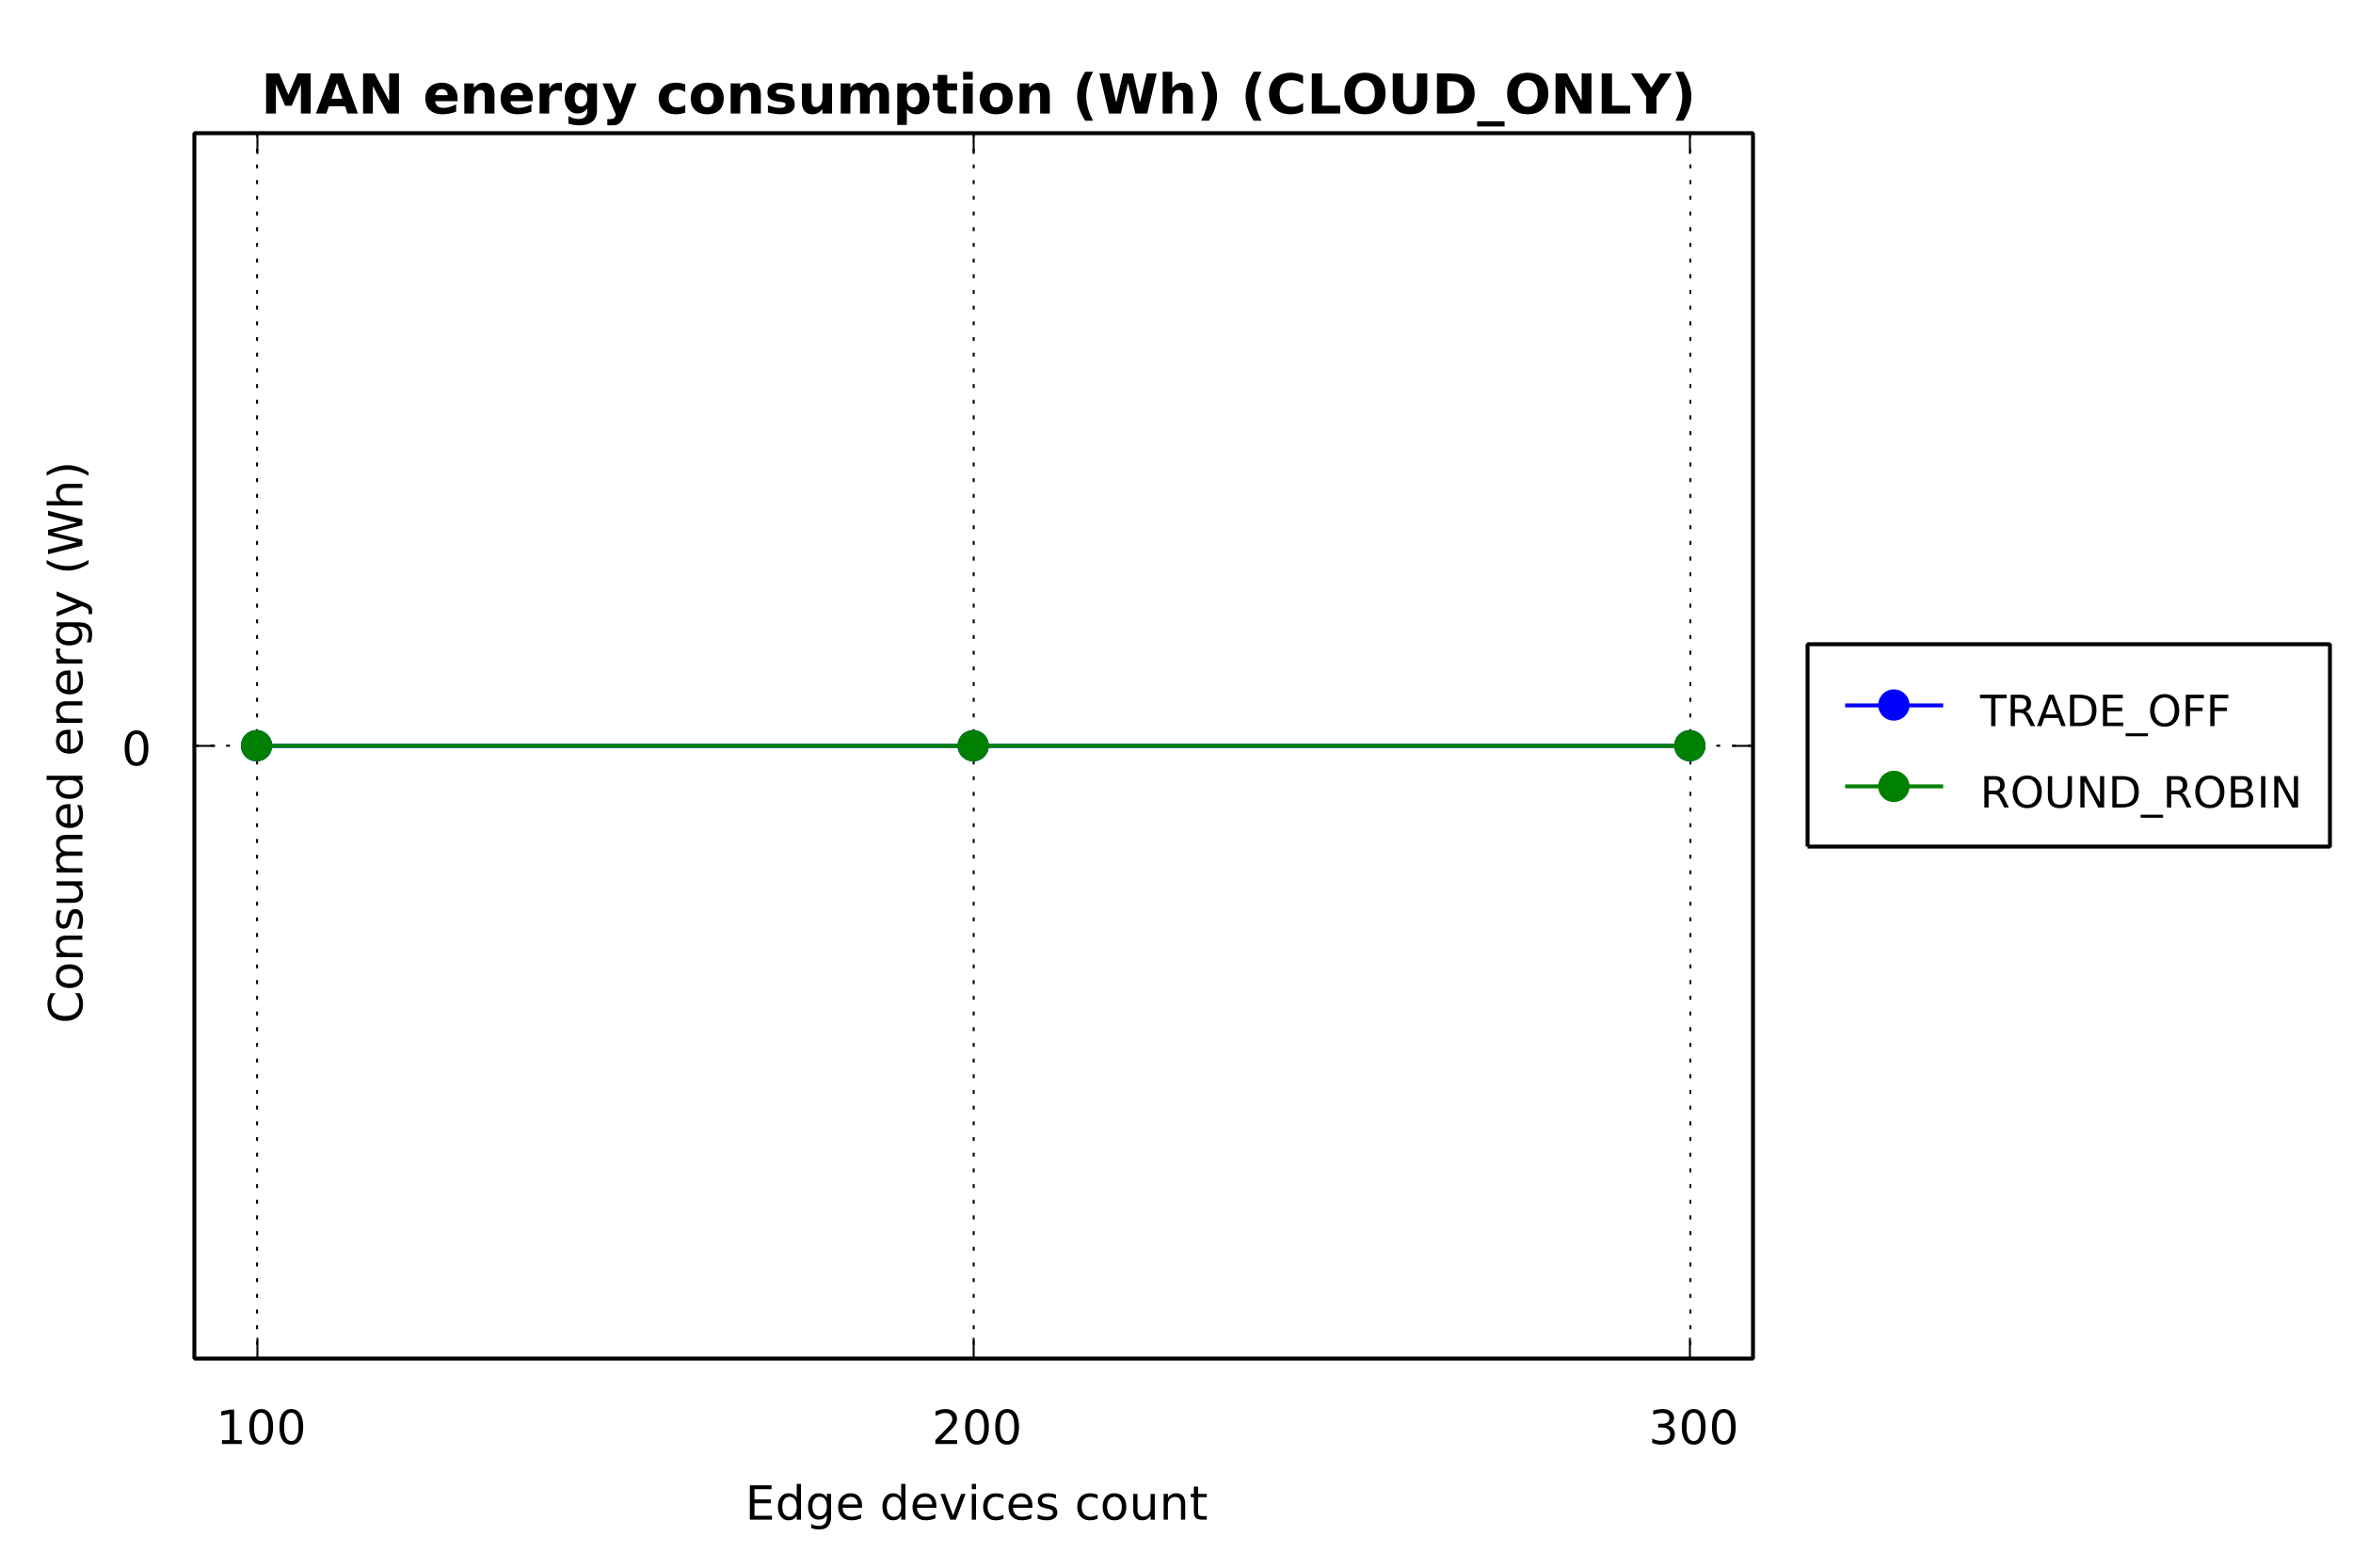 MAN energy consumption (Wh) (CLOUD_ONLY)
Consumed energy (Wh)
0
TRADE_OFF
ROUND_ROBIN
100 200 300
Edge devices count